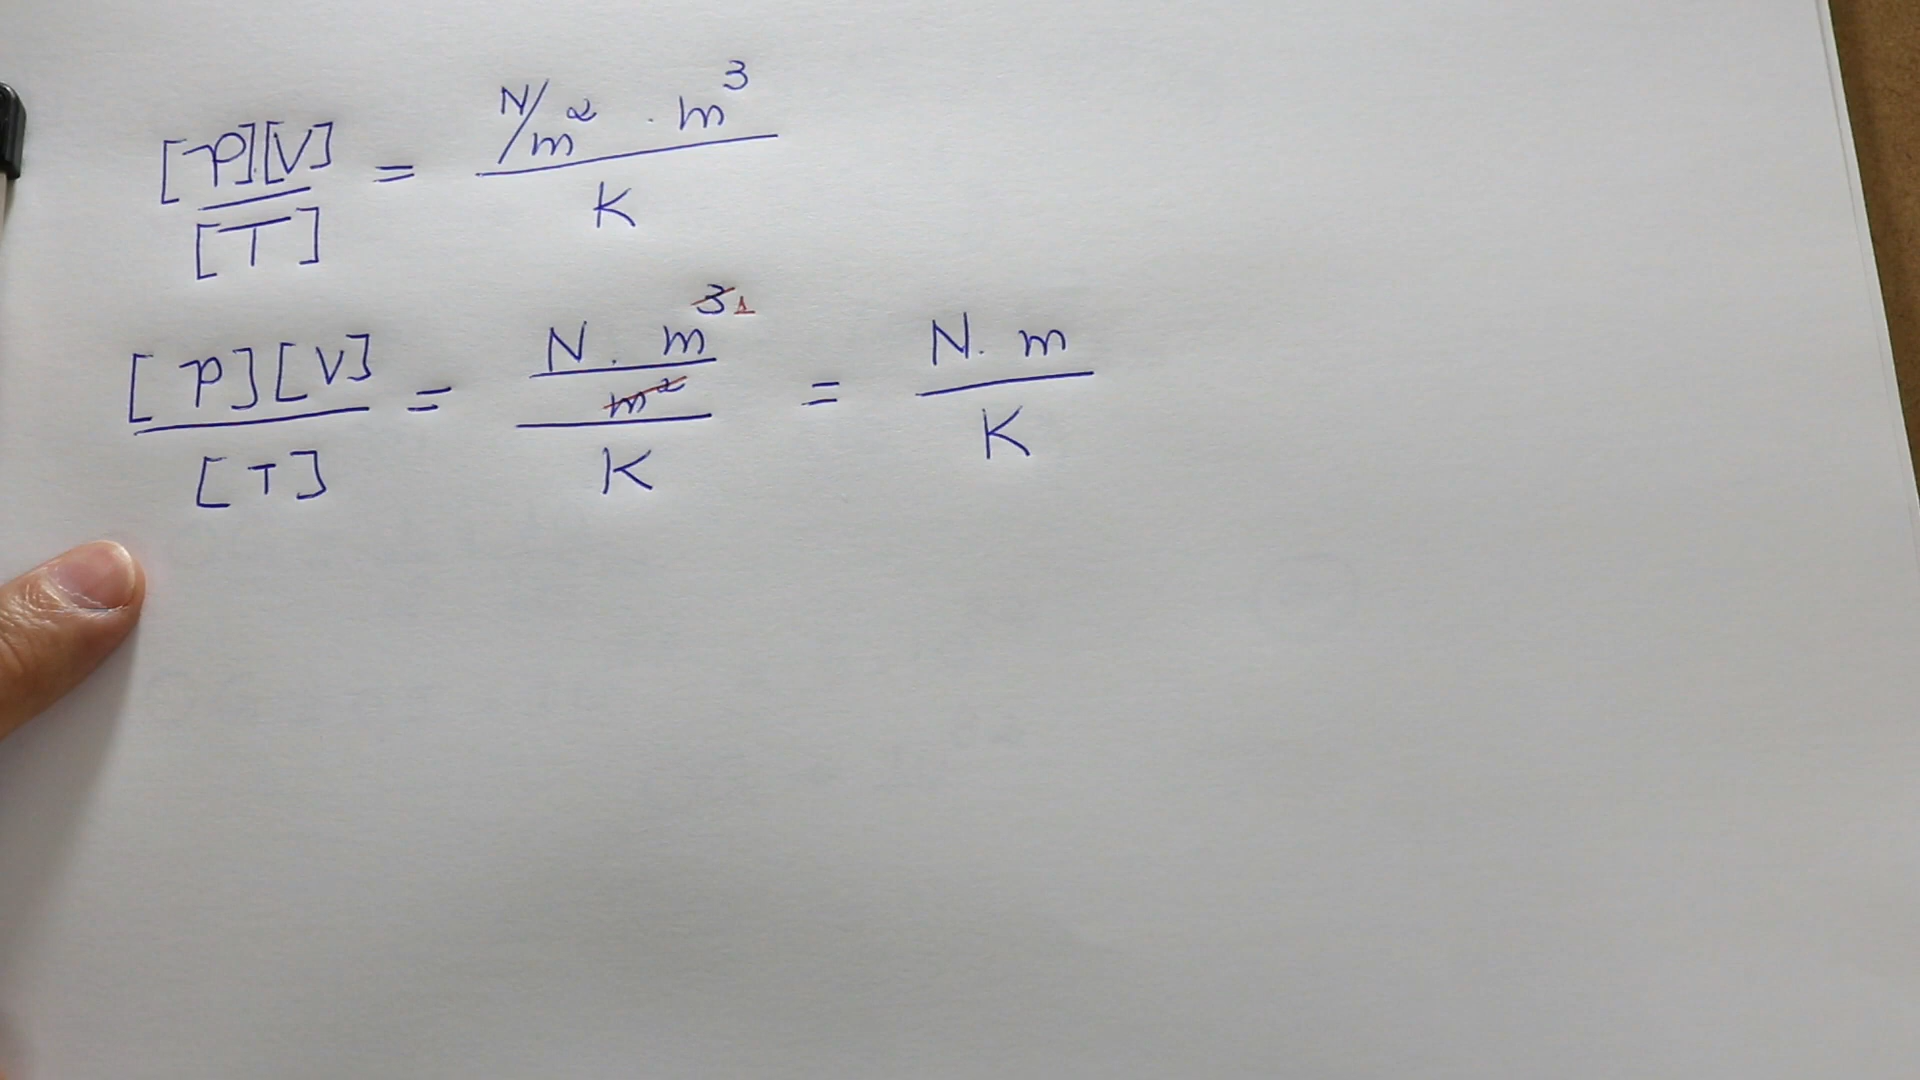 [P][V] / [T] = N/m² · m³ / K
[P][V] / [T] = N · m³ 1 / m² / K = N · m / K